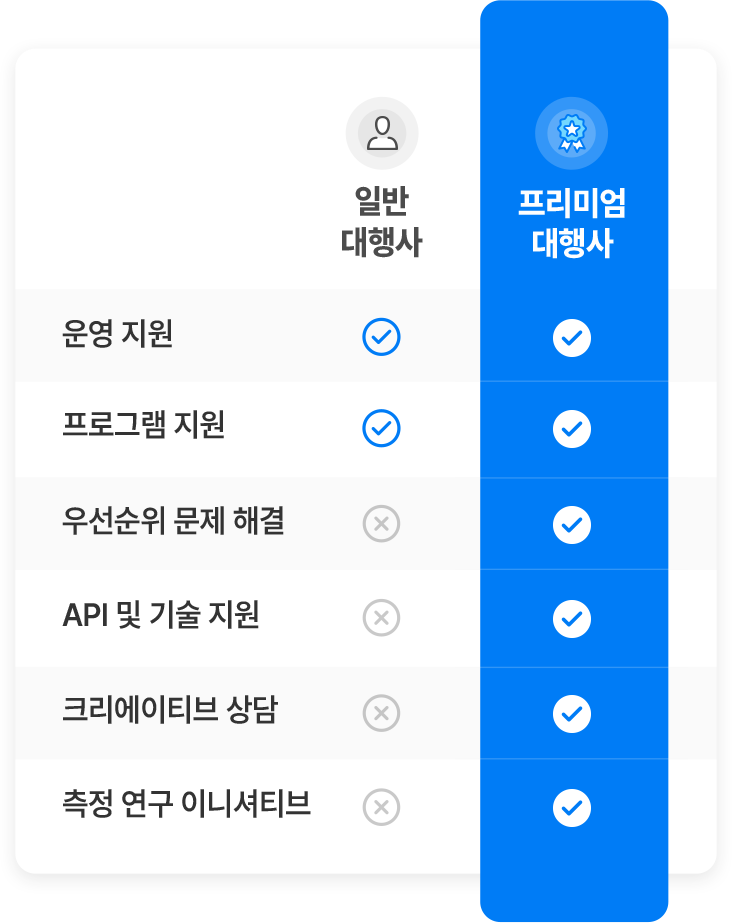 일반
대행사
프리미엄
대행사
운영 지원
프로그램 지원
우선순위 문제 해결
API 및 기술 지원
크리에이티브 상담
측정 연구 이니셔티브